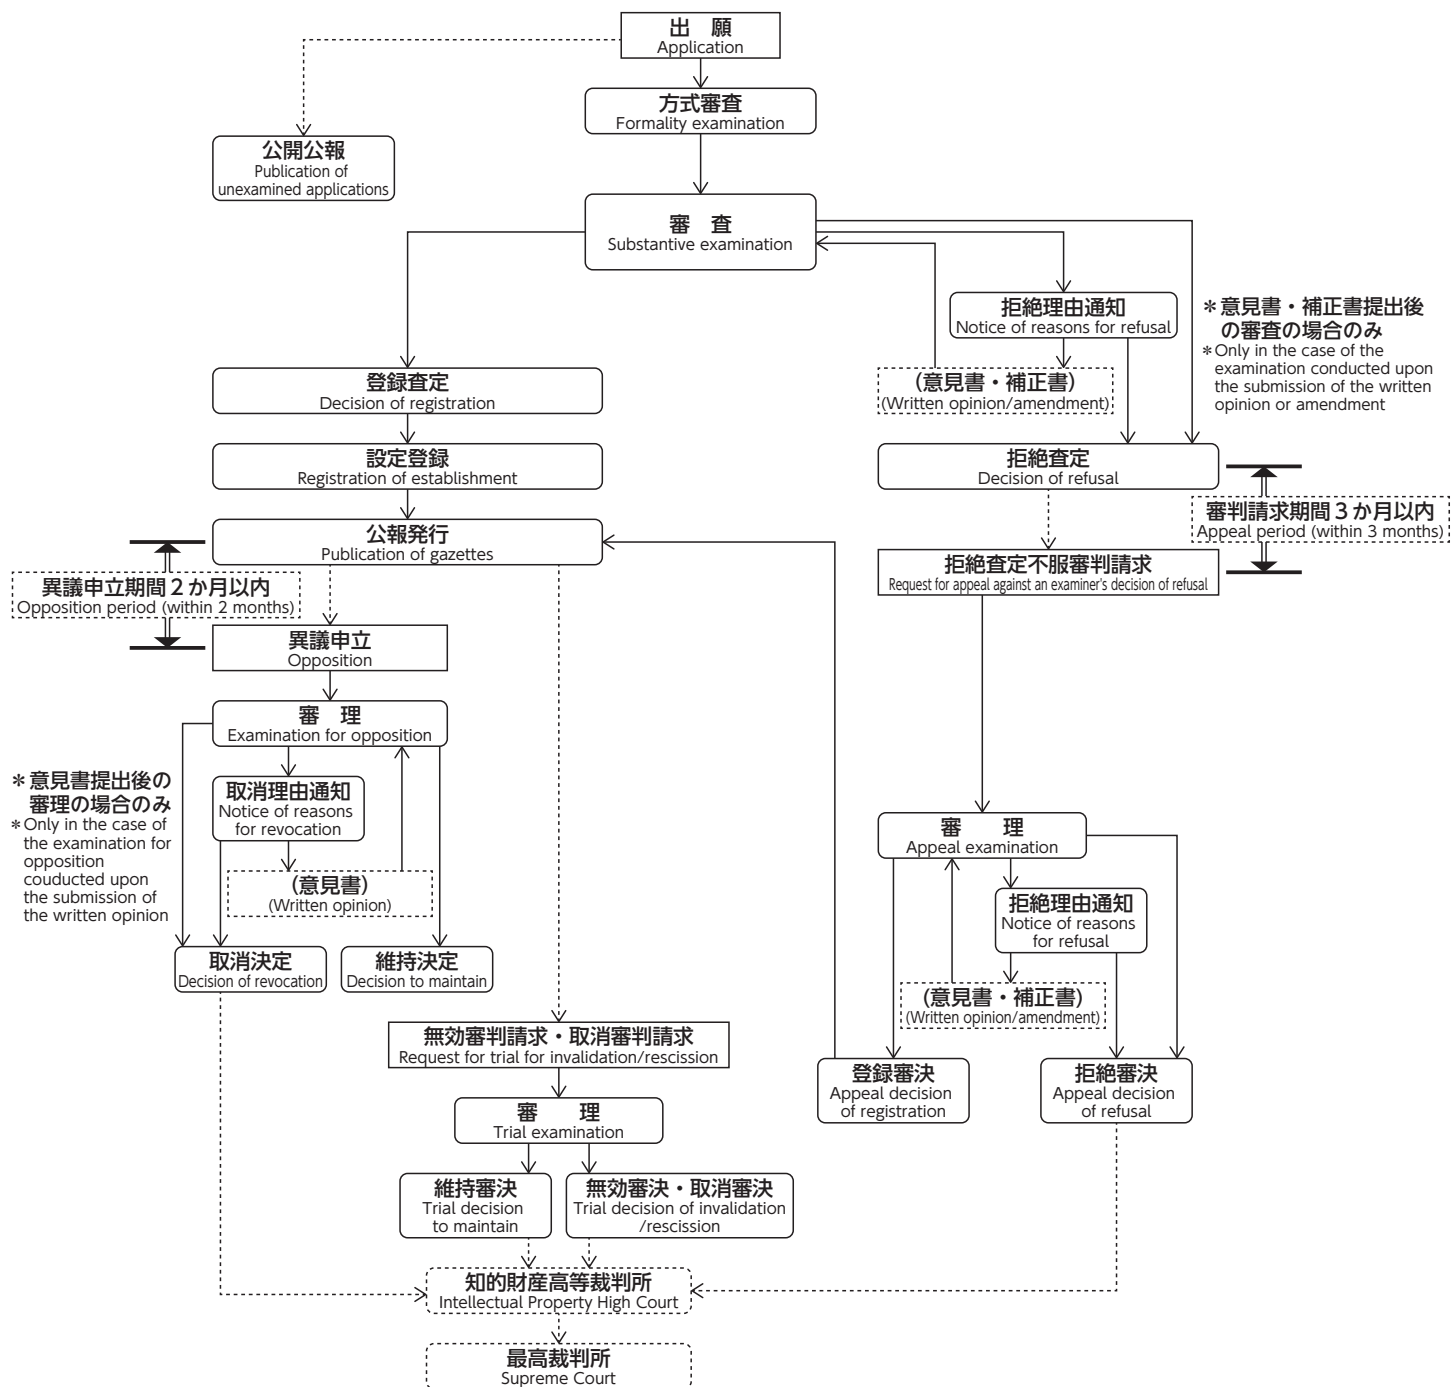 出　願
Application
方式審査
Formality examination
公開公報
Publication of
unexamined applications
審　査
Substantive examination
拒絶理由通知
Notice of reasons for refusal
＊意見書・補正書提出後
の審査の場合のみ
＊Only in the case of the
examination conducted upon
the submission of the written
opinion or amendment
(意見書・補正書)
(Written opinion/amendment)
登録査定
Decision of registration
設定登録
Registration of establishment
拒絶査定
Decision of refusal
審判請求期間３か月以内
Appeal period (within 3 months)
公報発行
Publication of gazettes
拒絶査定不服審判請求
Request for appeal against an examiner's decision of refusal
異議申立期間２か月以内
Opposition period (within 2 months)
異議申立
Opposition
審　理
Examination for opposition
＊意見書提出後の
審理の場合のみ
＊Only in the case of
the examination for
opposition
couducted upon
the submission of
the written opinion
取消理由通知
Notice of reasons
for revocation
(意見書)
(Written opinion)
取消決定
Decision of revocation
維持決定
Decision to maintain
審　理
Appeal examination
拒絶理由通知
Notice of reasons
for refusal
(意見書・補正書)
(Written opinion/amendment)
無効審判請求・取消審判請求
Request for trial for invalidation/rescission
登録審決
Appeal decision
of registration
拒絶審決
Appeal decision
of refusal
審　理
Trial examination
維持審決
Trial decision
to maintain
無効審決・取消審決
Trial decision of invalidation
/rescission
知的財産高等裁判所
Intellectual Property High Court
最高裁判所
Supreme Court